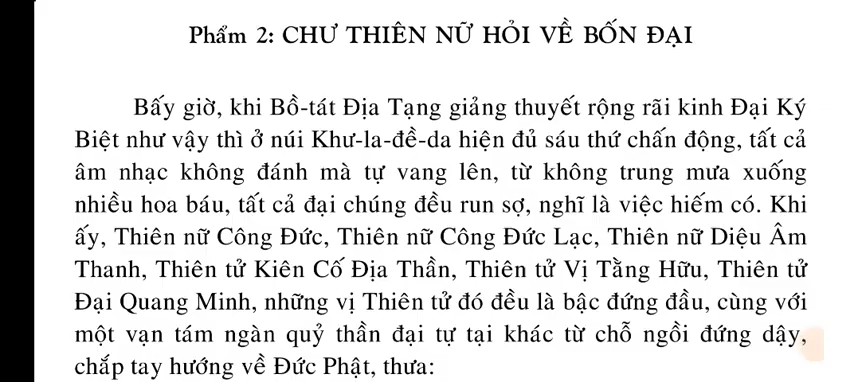 Phẩm 2: CHƯ THIÊN NỮ HỎI VỀ BỐN ĐẠI
Bấy giờ, khi Bồ-tát Địa Tạng giảng thuyết rộng rãi kinh Đại Ký
Biệt như vậy thì ở núi Khư-la-đề-da hiện đủ sáu thứ chấn động, tất cả
âm nhạc không đánh mà tự vang lên, từ không trung mưa xuống
nhiều hoa báu, tất cả đại chúng đều run sợ, nghĩ là việc hiếm có. Khi
ấy, Thiên nữ Công Đức, Thiên nữ Công Đức Lạc, Thiên nữ Diệu Âm
Thanh, Thiên tử Kiên Cố Địa Thần, Thiên tử Vị Tằng Hữu, Thiên tử
Đại Quang Minh, những vị Thiên tử đó đều là bậc đứng đầu, cùng với
một vạn tám ngàn quỷ thần đại tự tại khác từ chỗ ngồi đứng dậy,
chắp tay hướng về Đức Phật, thưa: